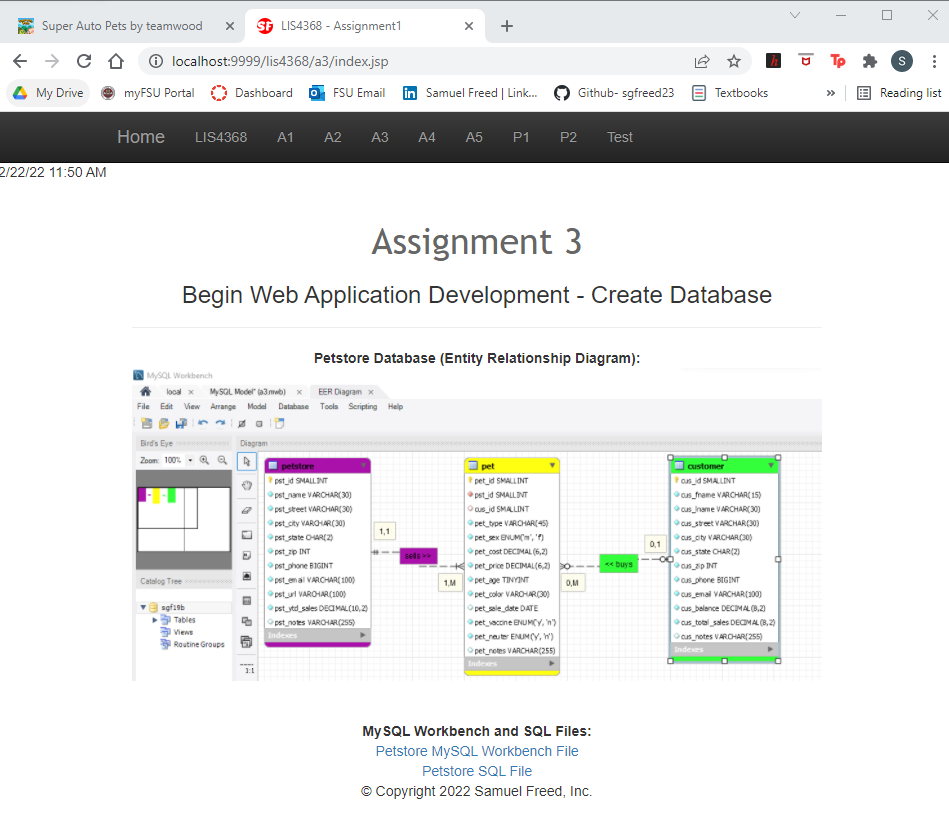 Super Auto Pets by teamwood
LIS4368 - Assignment1
localhost:9999/lis4368/a3/index.jsp
S
My Drive
myFSU Portal
Dashboard
FSU Email
Samuel Freed | Link...
Github- sgfreed23
Textbooks
»
Reading list
Home LIS4368 A1 A2 A3 A4 A5 P1 P2 Test
2/22/22 11:50 AM
Assignment 3
Begin Web Application Development - Create Database
Petstore Database (Entity Relationship Diagram):
MySQL Workbench
local
MySQL Model* (a3.mwb)
EER Diagram
File Edit View Arrange Model Database Tools Scripting Help
Bird's Eye
Zoom: 100%
Catalog Tree
sgf19b
Tables
Views
Routine Groups
Diagram
1:1
petstore
pst_id SMALLINT
pst_name VARCHAR(30)
pst_street VARCHAR(30)
pst_city VARCHAR(30)
pst_state CHAR(2)
pst_zip INT
pst_phone BIGINT
pst_email VARCHAR(100)
pst_url VARCHAR(100)
pst_ytd_sales DECIMAL(10,2)
pst_notes VARCHAR(255)
Indexes
1,1
sells >>
1,M
pet
pet_id SMALLINT
pst_id SMALLINT
cus_id SMALLINT
pet_type VARCHAR(45)
pet_sex ENUM('m', 'f')
pet_cost DECIMAL(6,2)
pet_price DECIMAL(6,2)
pet_age TINYINT
pet_color VARCHAR(30)
pet_sale_date DATE
pet_vaccine ENUM('y', 'n')
pet_neuter ENUM('y', 'n')
pet_notes VARCHAR(255)
Indexes
0,M
<< buys
0,1
customer
cus_id SMALLINT
cus_fname VARCHAR(15)
cus_lname VARCHAR(30)
cus_street VARCHAR(30)
cus_city VARCHAR(30)
cus_state CHAR(2)
cus_zip INT
cus_phone BIGINT
cus_email VARCHAR(100)
cus_balance DECIMAL(8,2)
cus_total_sales DECIMAL(8,2)
cus_notes VARCHAR(255)
Indexes
MySQL Workbench and SQL Files:
Petstore MySQL Workbench File
Petstore SQL File
© Copyright 2022 Samuel Freed, Inc.